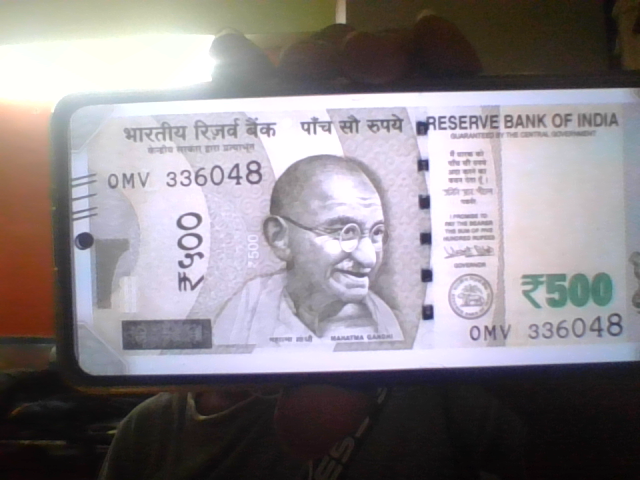 भारतीय रिज़र्व बैंक पाँच सौ रुपये
केन्द्रीय सरकार द्वारा प्रत्याभूत
0MV 336048
₹५००
₹500
महात्मा गांधी MAHATMA GANDHI
RESERVE BANK OF INDIA
GUARANTEED BY THE CENTRAL GOVERNMENT
मैं धारक को
पाँच सौ रुपये
अदा करने का
वचन देता हूँ ।
I PROMISE TO
PAY THE BEARER
THE SUM OF FIVE
HUNDRED RUPEES
GOVERNOR
₹500
0MV 336048